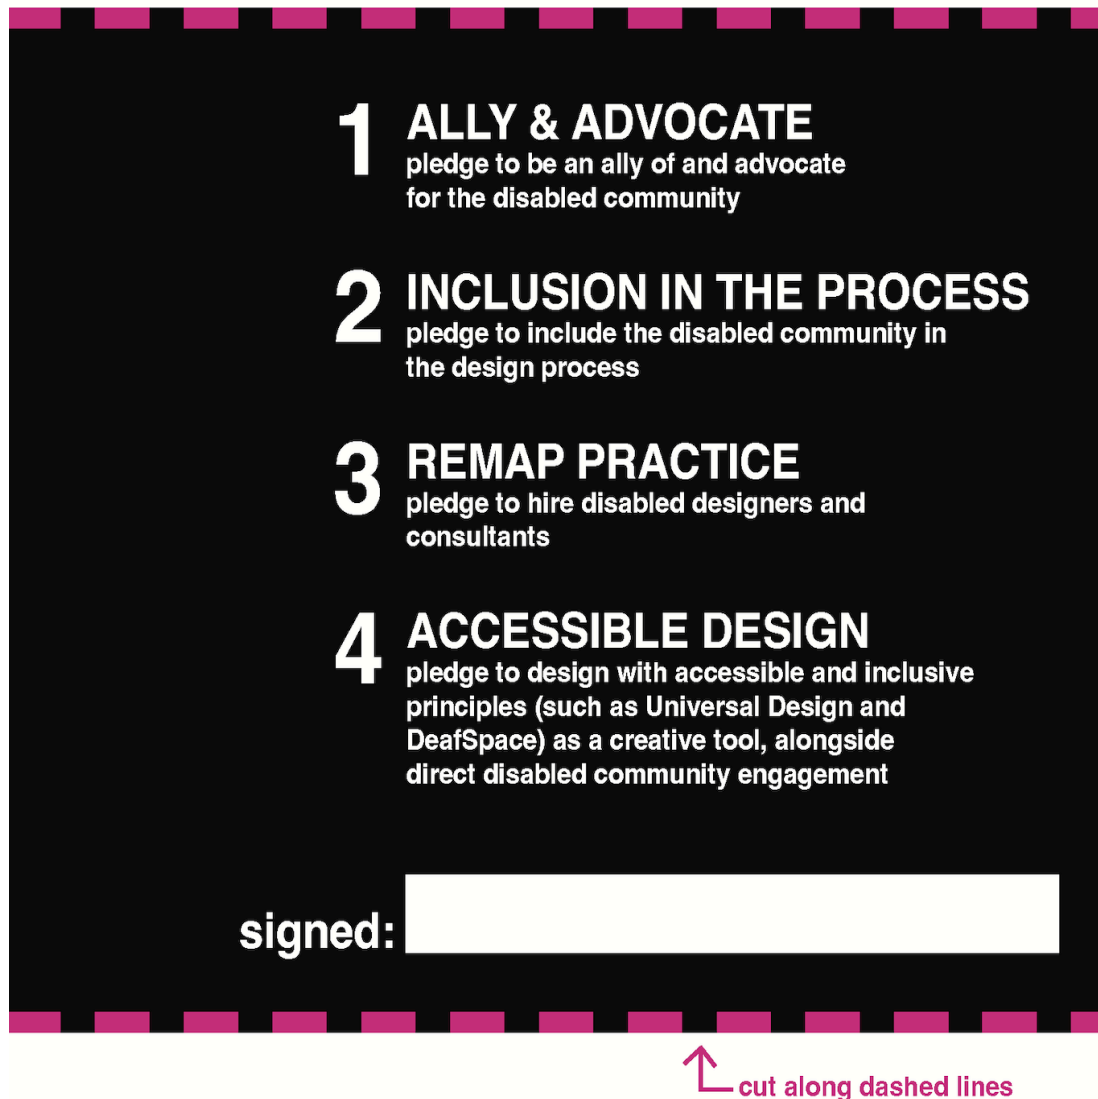 1 ALLY & ADVOCATE
pledge to be an ally of and advocate
for the disabled community
2 INCLUSION IN THE PROCESS
pledge to include the disabled community in
the design process
3 REMAP PRACTICE
pledge to hire disabled designers and
consultants
4 ACCESSIBLE DESIGN
pledge to design with accessible and inclusive
principles (such as Universal Design and
DeafSpace) as a creative tool, alongside
direct disabled community engagement
signed:
cut along dashed lines